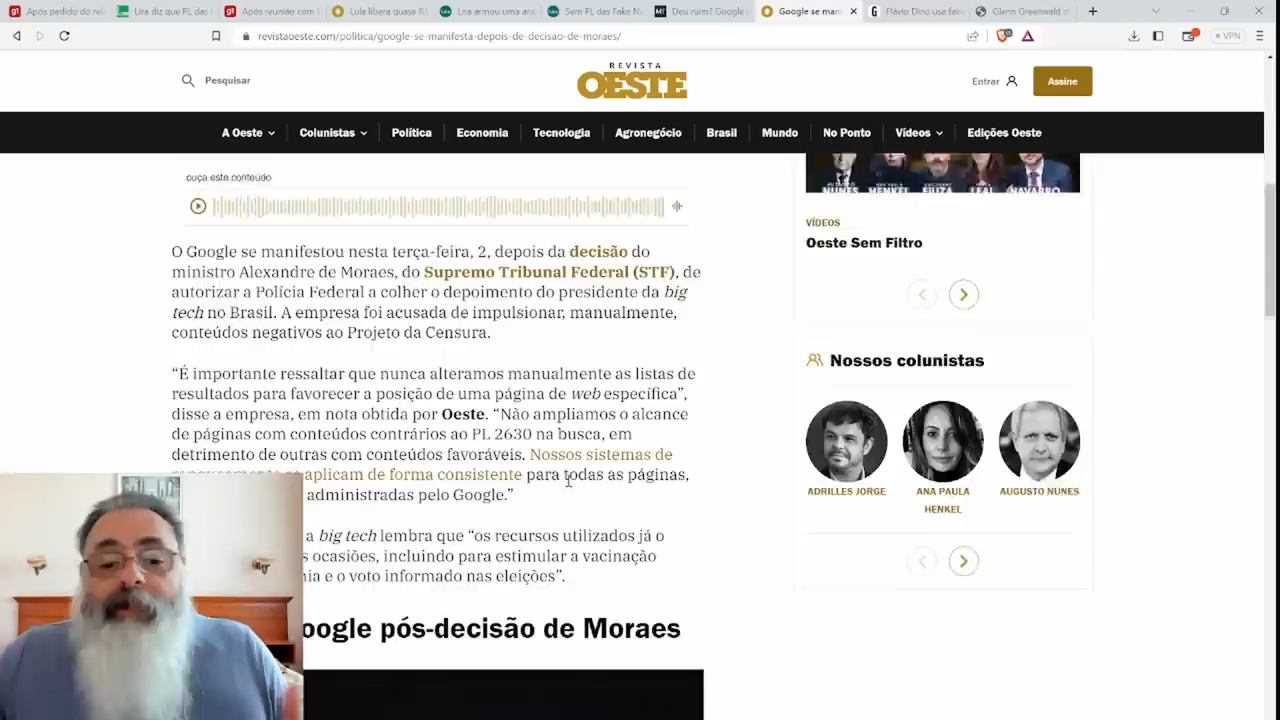 Após pedido do rela
Lira diz que PL das F
Após reunião com L
Lula libera quase R$
Lira armou uma ara
Sem PL das Fake N
Deu ruim? Google 
Google se mani
Flávio Dino usa fake
Glenn Greenwald d
revistaoeste.com/politica/google-se-manifesta-depois-de-decisao-de-moraes/
VPN
Pesquisar
REVISTA
OESTE
Entrar
Assine
A Oeste
Colunistas
Política
Economia
Tecnologia
Agronegócio
Brasil
Mundo
No Ponto
Vídeos
Edições Oeste
ouça este conteúdo
O Google se manifestou nesta terça-feira, 2, depois da decisão do
ministro Alexandre de Moraes, do Supremo Tribunal Federal (STF), de
autorizar a Polícia Federal a colher o depoimento do presidente da big
tech no Brasil. A empresa foi acusada de impulsionar, manualmente,
conteúdos negativos ao Projeto da Censura.
“É importante ressaltar que nunca alteramos manualmente as listas de
resultados para favorecer a posição de uma página de web específica”,
disse a empresa, em nota obtida por Oeste. “Não ampliamos o alcance
de páginas com conteúdos contrários ao PL 2630 na busca, em
detrimento de outras com conteúdos favoráveis. Nossos sistemas de
aplicam de forma consistente para todas as páginas,
administradas pelo Google.”
a big tech lembra que “os recursos utilizados já o
ocasiões, incluindo para estimular a vacinação
e o voto informado nas eleições”.
oogle pós-decisão de Moraes
NUNES
HENKEL
FIUZA
LEAL
NAVARRO
VÍDEOS
Oeste Sem Filtro
Nossos colunistas
ADRILLES JORGE
ANA PAULA
HENKEL
AUGUSTO NUNES